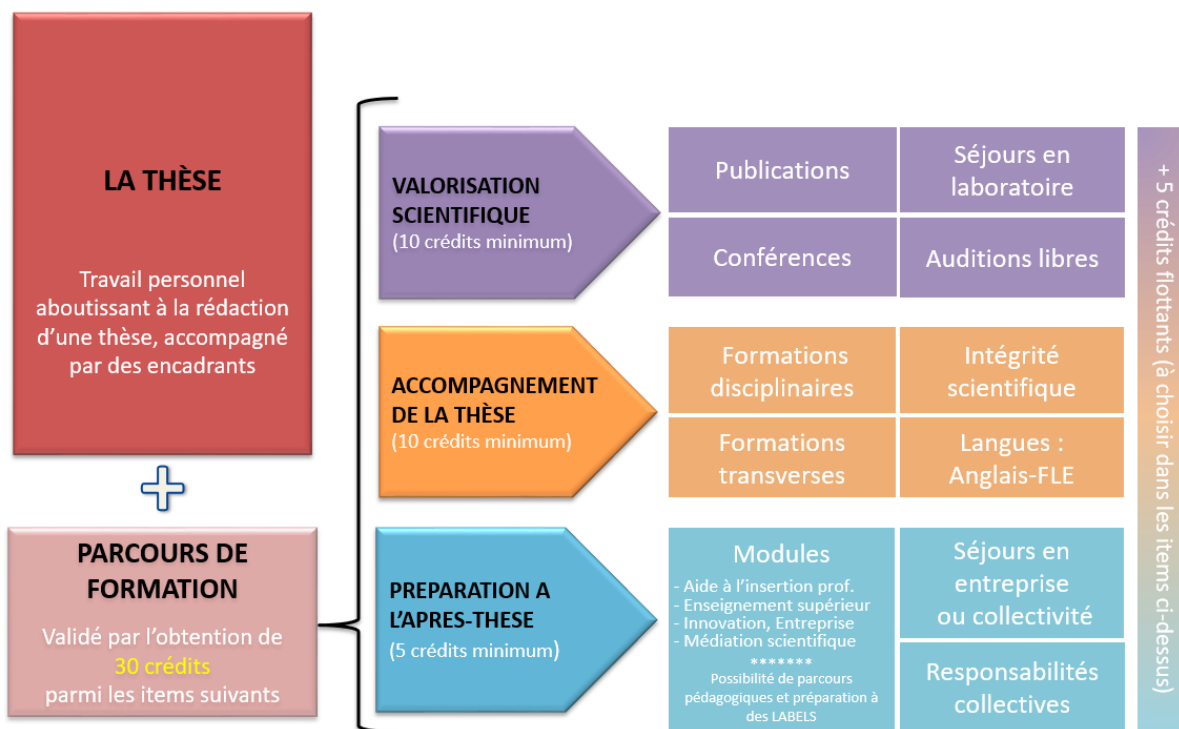 LA THÈSE
Travail personnel
aboutissant à la rédaction
d'une thèse, accompagné
par des encadrants
PARCOURS DE
FORMATION
Validé par l'obtention de
30 crédits
parmi les items suivants
VALORISATION
SCIENTIFIQUE
(10 crédits minimum)
Publications
Séjours en
laboratoire
Conférences
Auditions libres
ACCOMPAGNEMENT
DE LA THÈSE
(10 crédits minimum)
Formations
disciplinaires
Intégrité
scientifique
Formations
transverses
Langues :
Anglais-FLE
PREPARATION A
L'APRES-THESE
(5 crédits minimum)
Modules
- Aide à l'insertion prof.
- Enseignement supérieur
- Innovation, Entreprise
- Médiation scientifique
*******
Possibilité de parcours
pédagogiques et préparation à
des LABELS
Séjours en
entreprise
ou collectivité
Responsabilités
collectives
+ 5 crédits flottants (à choisir dans les items ci-dessus)